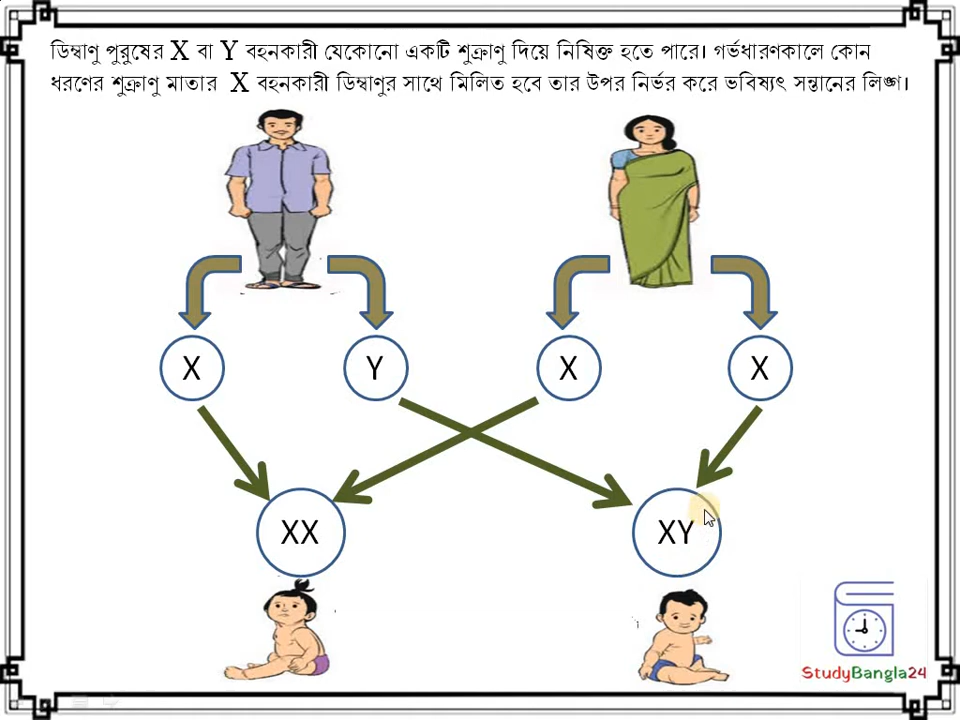 ডিম্বাণু পুরুষের X বা Y বহনকারী যেকোনো একটি শুক্রাণু দিয়ে নিষিক্ত হতে পারে। গর্ভধারণকালে কোন
ধরণের শুক্রাণু মাতার X বহনকারী ডিম্বাণুর সাথে মিলিত হবে তার উপর নির্ভর করে ভবিষ্যৎ সন্তানের লিঙ্গ।
X Y X X
XX XY
StudyBangla24